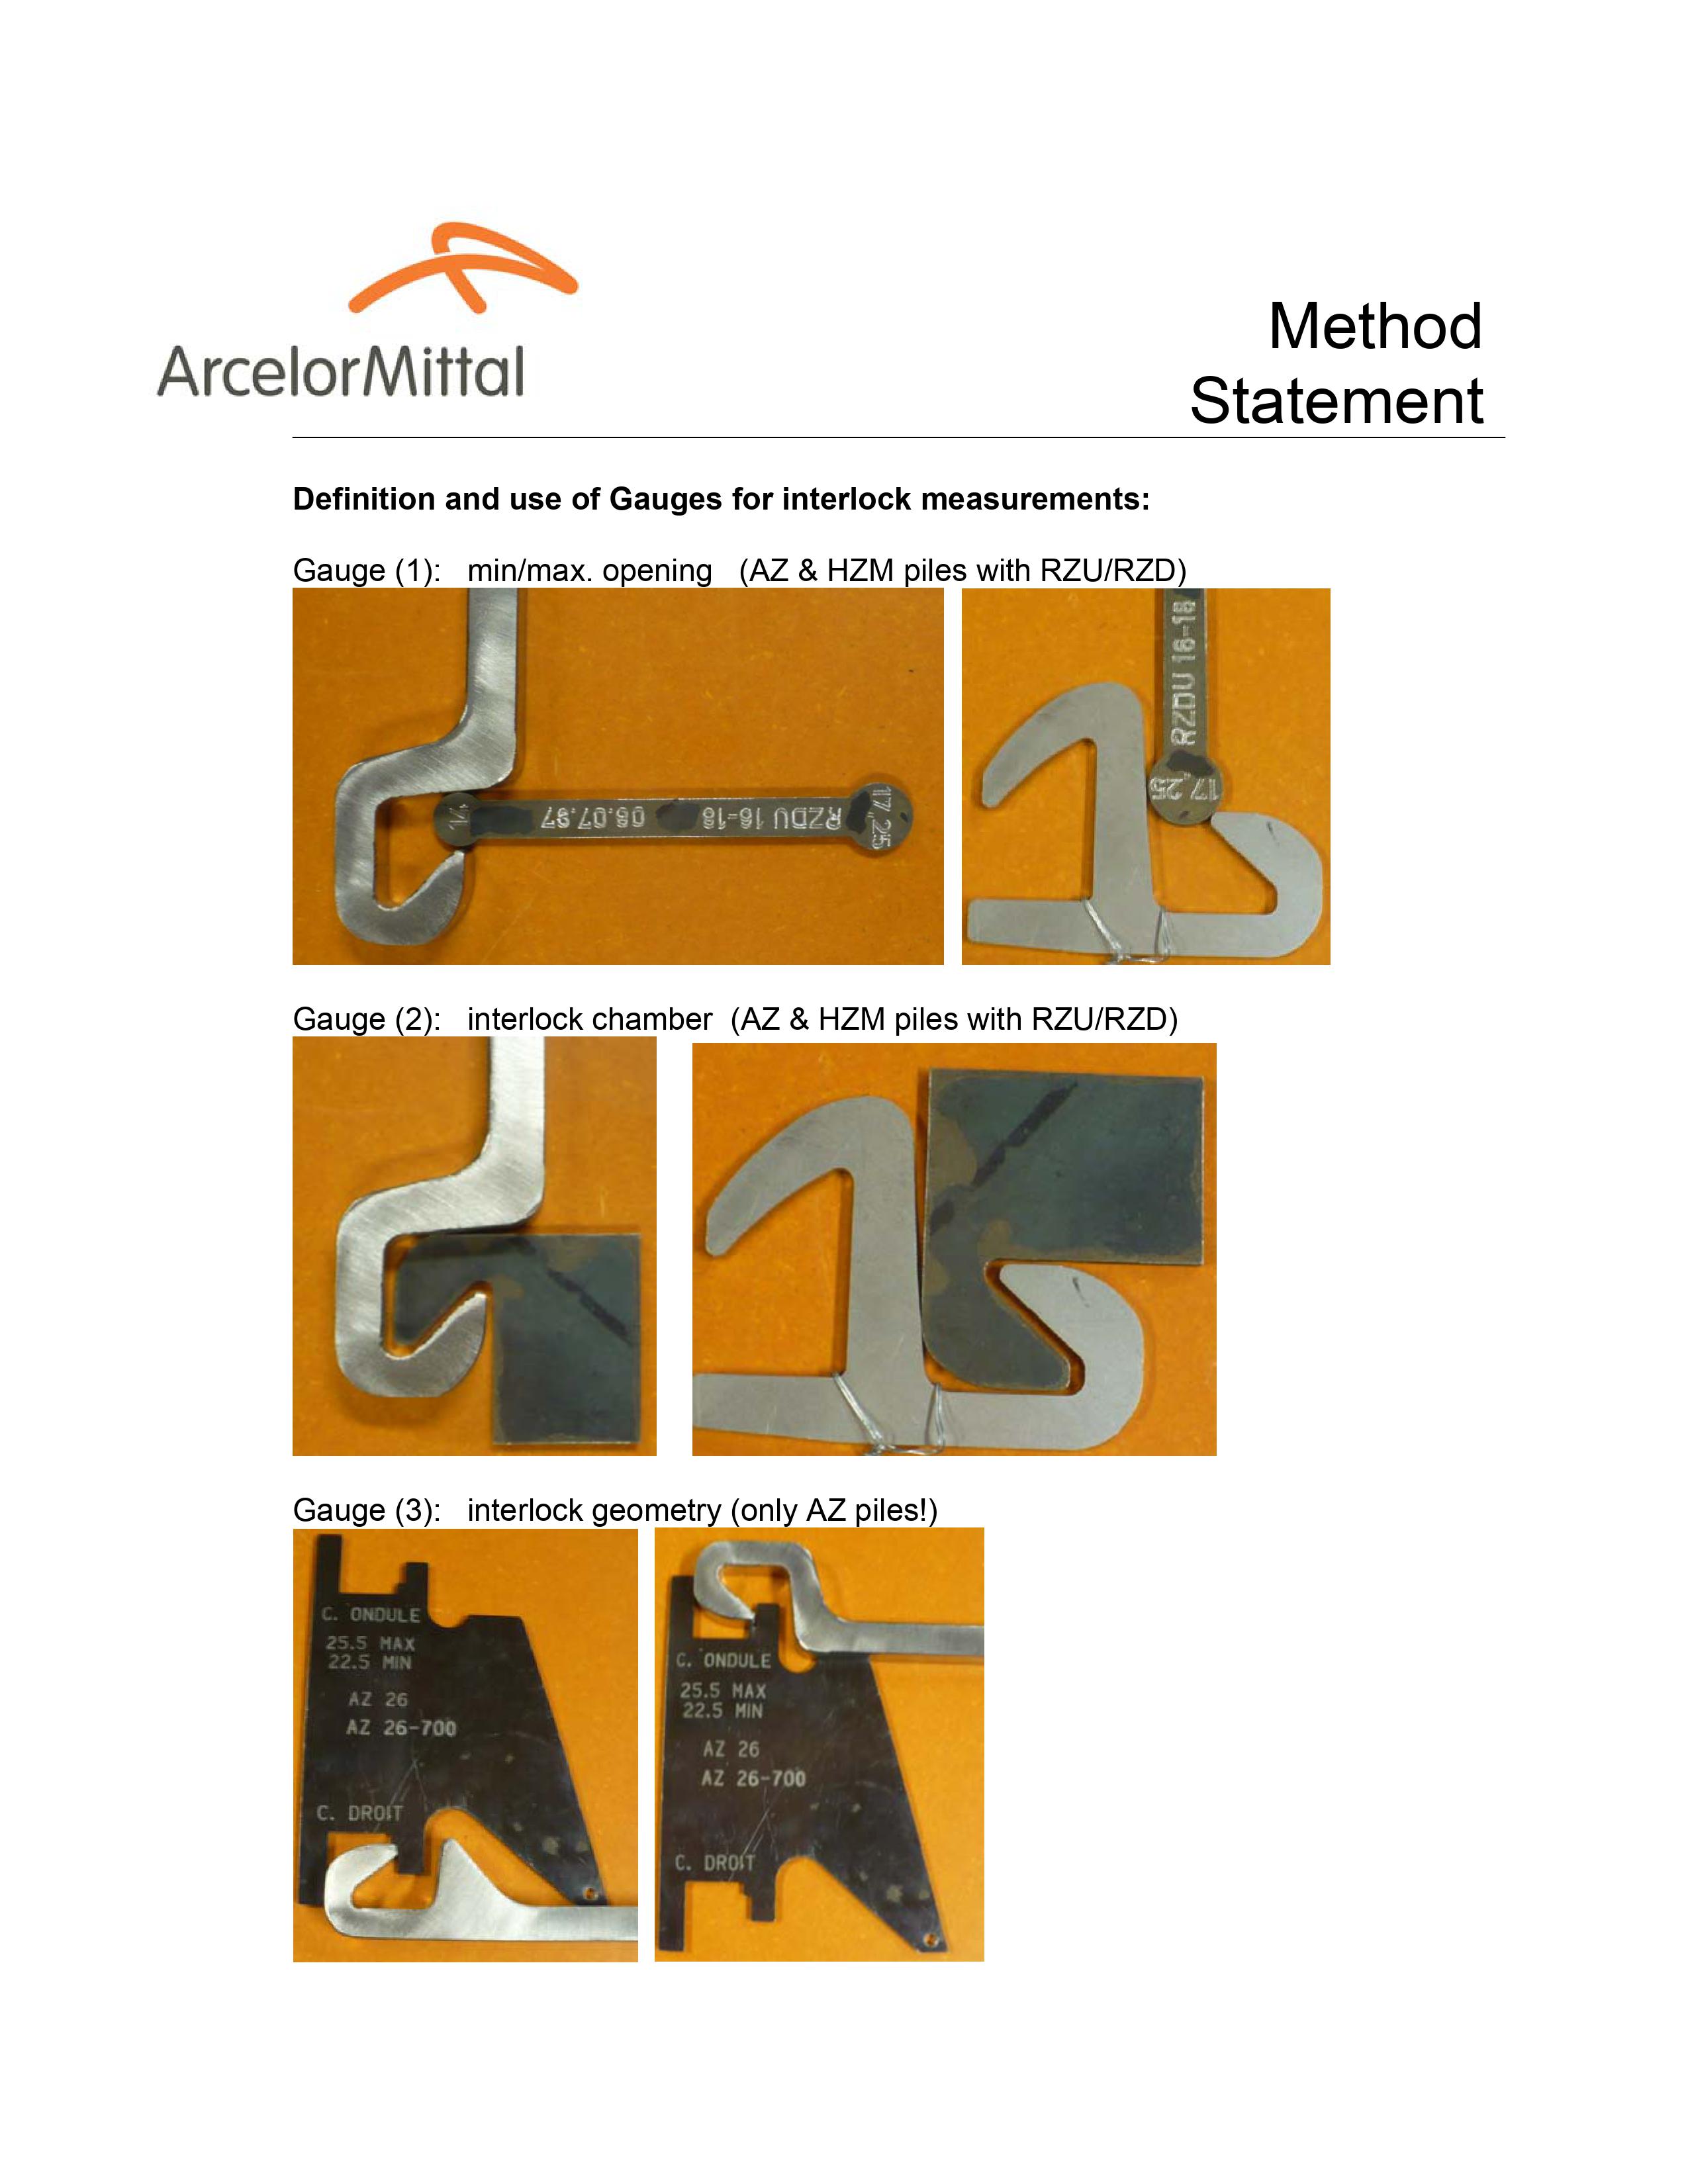 ArcelorMittal
Method
Statement
Definition and use of Gauges for interlock measurements:
Gauge (1): min/max. opening (AZ & HZM piles with RZU/RZD)
RZDU 16-18 08.07.97
17,25
RZDU 16-18
17,25
Gauge (2): interlock chamber (AZ & HZM piles with RZU/RZD)
Gauge (3): interlock geometry (only AZ piles!)
C. ONDULE
25.5 MAX
22.5 MIN
AZ 26
AZ 26-700
C. DROIT
C. ONDULE
25.5 MAX
22.5 MIN
AZ 26
AZ 26-700
C. DROIT